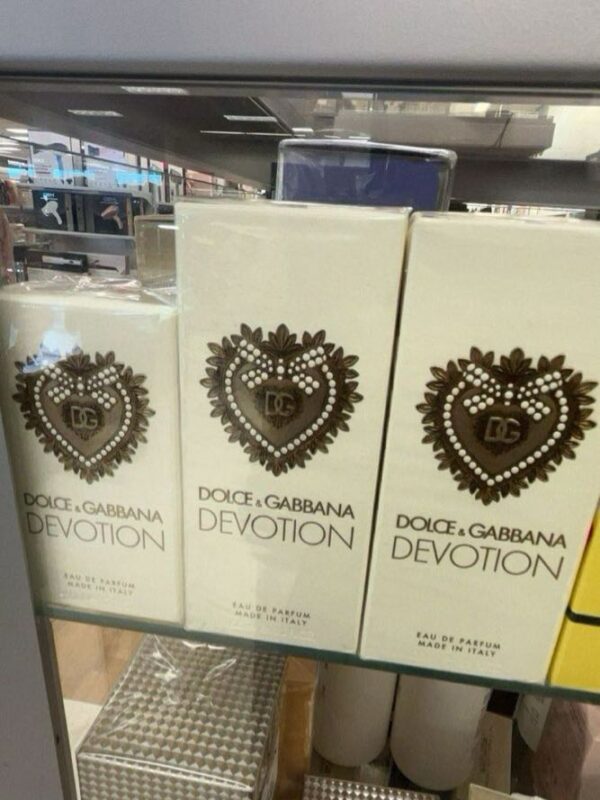 DG
DOLCE & GABBANA
DEVOTION
EAU DE PARFUM
MADE IN ITALY
DG
DOLCE & GABBANA
DEVOTION
EAU DE PARFUM
MADE IN ITALY
DG
DOLCE & GABBANA
DEVOTION
EAU DE PARFUM
MADE IN ITALY